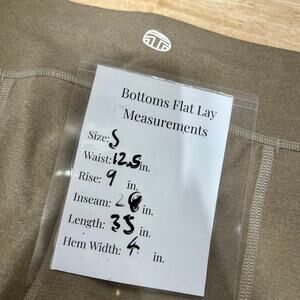 Bottoms Flat Lay
Measurements
Size: S
Waist: 12.5 in.
Rise: 9 in.
Inseam: in.
Length: 35 in.
Hem Width: 4 in.